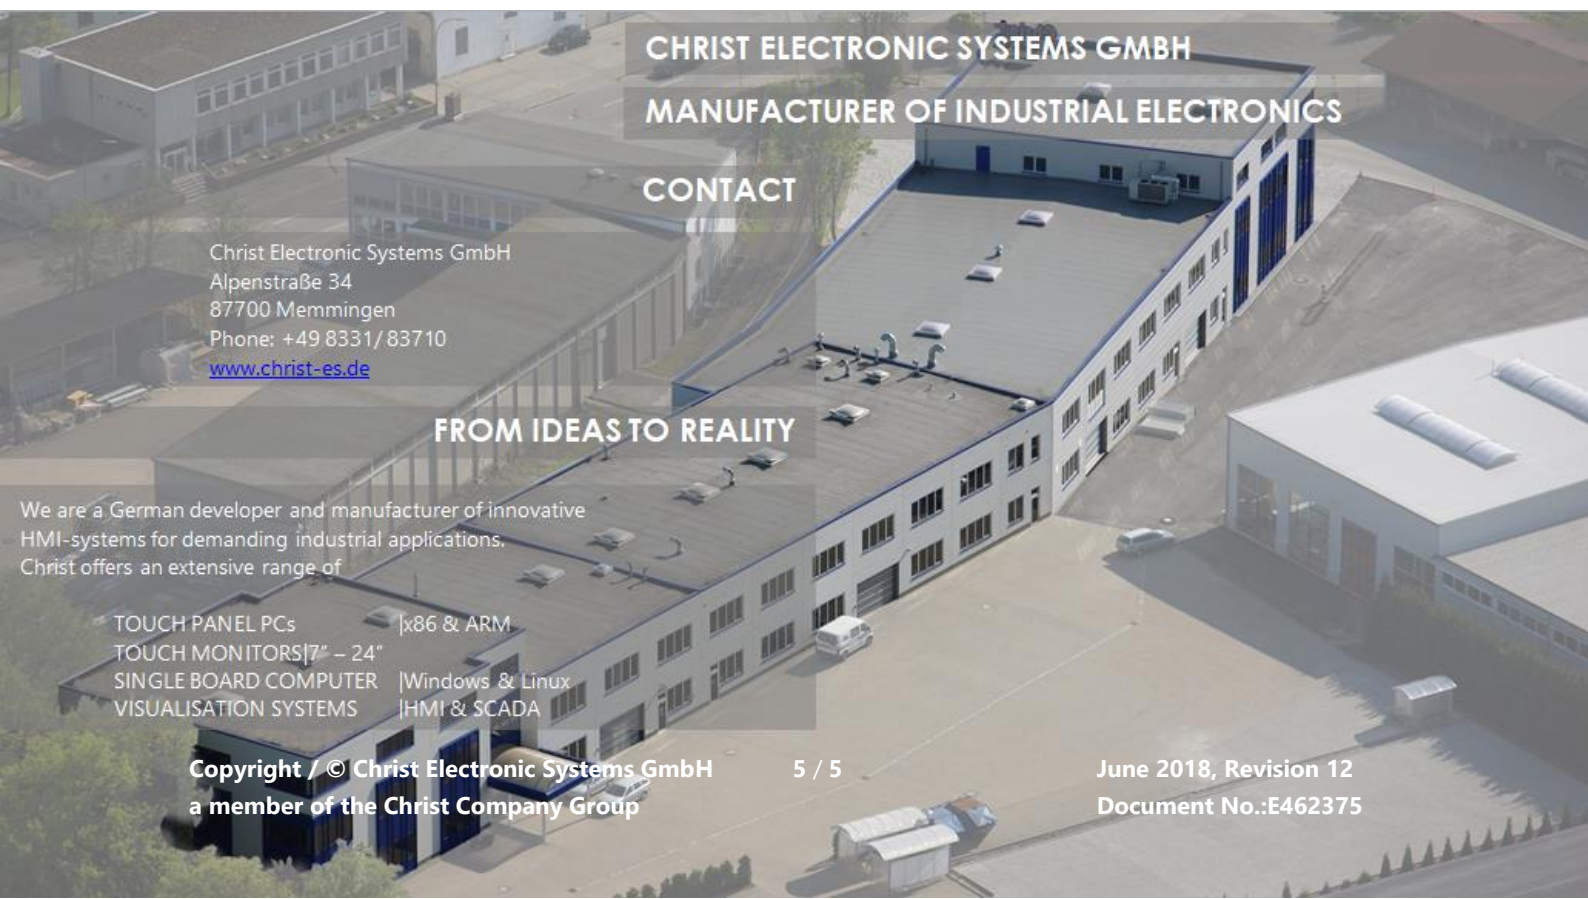 CHRIST ELECTRONIC SYSTEMS GMBH
MANUFACTURER OF INDUSTRIAL ELECTRONICS
CONTACT
Christ Electronic Systems GmbH
Alpenstraße 34
87700 Memmingen
Phone: +49 8331/ 83710
www.christ-es.de
FROM IDEAS TO REALITY
We are a German developer and manufacturer of innovative
HMI-systems for demanding industrial applications.
Christ offers an extensive range of
TOUCH PANEL PCs |x86 & ARM
TOUCH MONITORS|7” – 24”
SINGLE BOARD COMPUTER |Windows & Linux
VISUALISATION SYSTEMS |HMI & SCADA
Copyright / © Christ Electronic Systems GmbH 5 / 5 June 2018, Revision 12
a member of the Christ Company Group Document No.:E462375